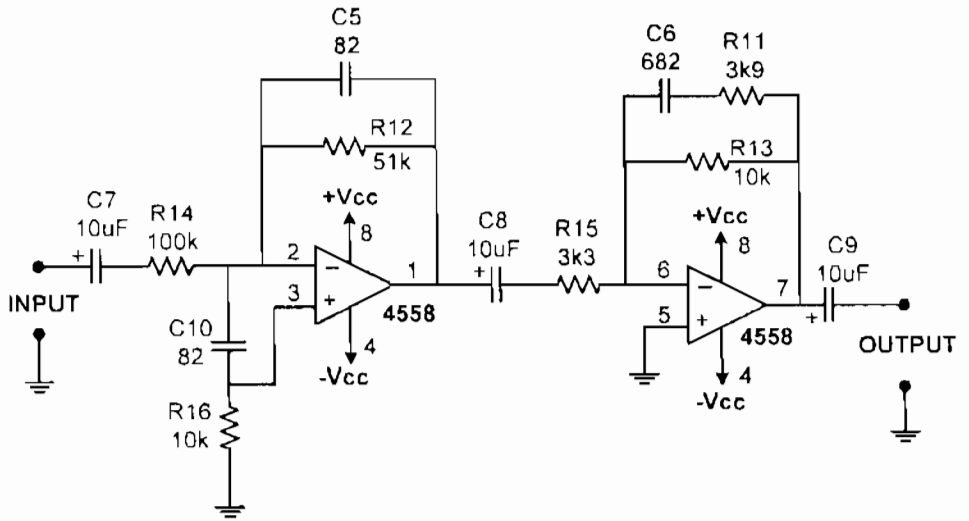 C5
82
R12
51k
C6
682
R11
3k9
R13
10k
C7
10uF
+
R14
100k
+Vcc
8
2
−
3
+
1
4558
4
-Vcc
C8
10uF
+
R15
3k3
+Vcc
8
6
−
5
+
7
4558
4
-Vcc
C9
10uF
+
INPUT
C10
82
R16
10k
OUTPUT